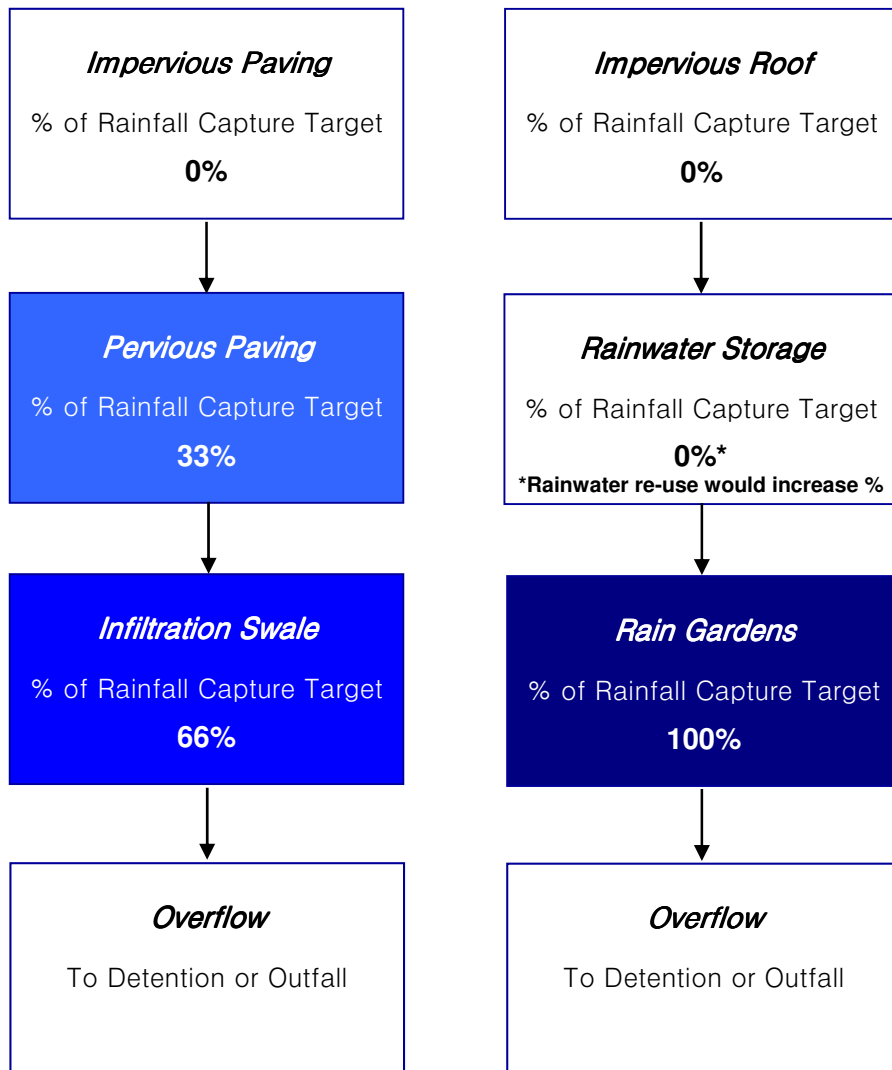 Impervious Paving
% of Rainfall Capture Target
0%
Pervious Paving
% of Rainfall Capture Target
33%
Infiltration Swale
% of Rainfall Capture Target
66%
Overflow
To Detention or Outfall
Impervious Roof
% of Rainfall Capture Target
0%
Rainwater Storage
% of Rainfall Capture Target
0%*
*Rainwater re-use would increase %
Rain Gardens
% of Rainfall Capture Target
100%
Overflow
To Detention or Outfall